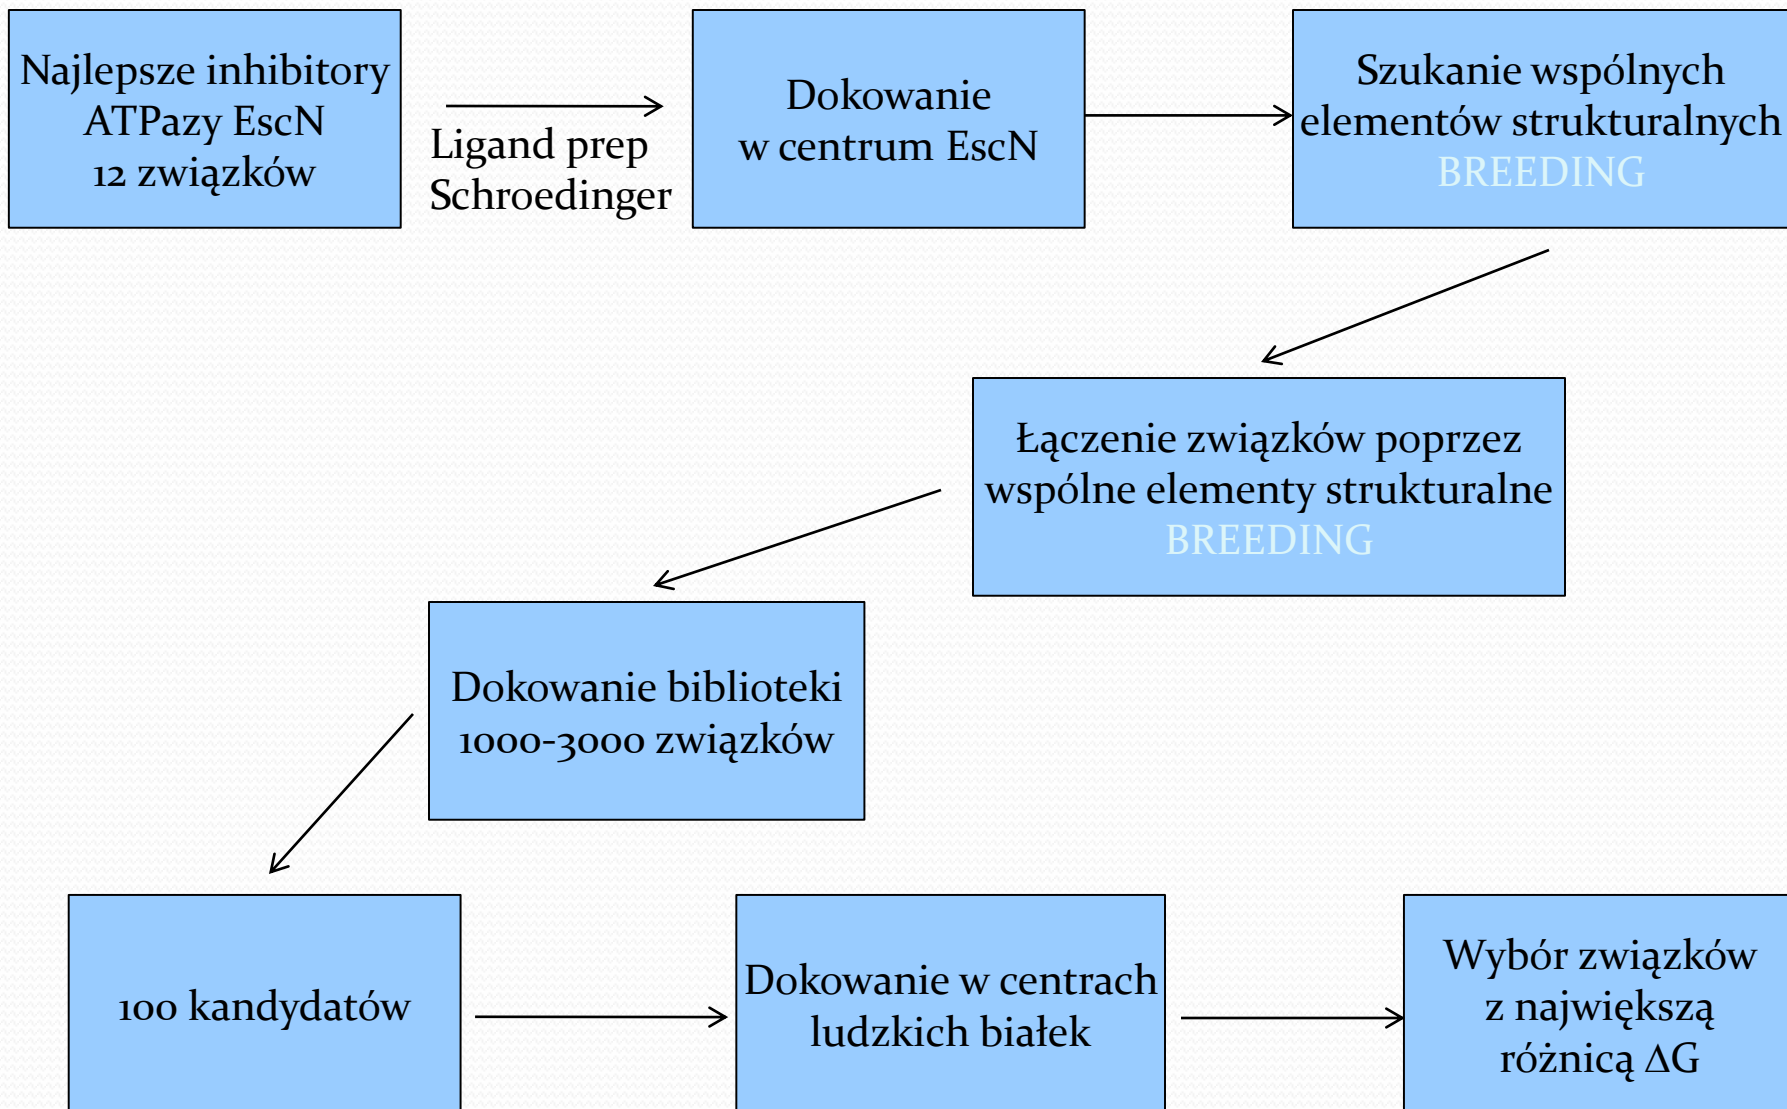 Najlepsze inhibitory
ATPazy EscN
12 związków
Ligand prep
Schroedinger
Dokowanie
w centrum EscN
Szukanie wspólnych
elementów strukturalnych
BREEDING
Łączenie związków poprzez
wspólne elementy strukturalne
BREEDING
Dokowanie biblioteki
1000-3000 związków
100 kandydatów
Dokowanie w centrach
ludzkich białek
Wybór związków
z największą
różnicą ΔG